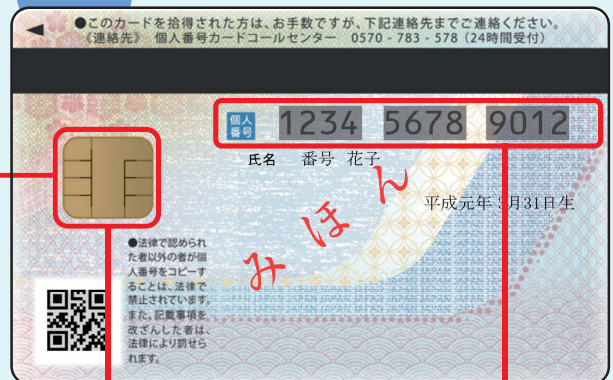 ●このカードを拾得された方は、お手数ですが、下記連絡先までご連絡ください。
《連絡先》 個人番号カードコールセンター 0570 - 783 - 578 (24時間受付)
個人
番号 1234 5678 9012
氏名 番号 花子
平成元年 3月31日生
みほん
●法律で認められ
た者以外の者が個
人番号をコピーす
ることは、法律で
禁止されています。
また、記載事項を
改ざんした者は、
法律により罰せら
れます。